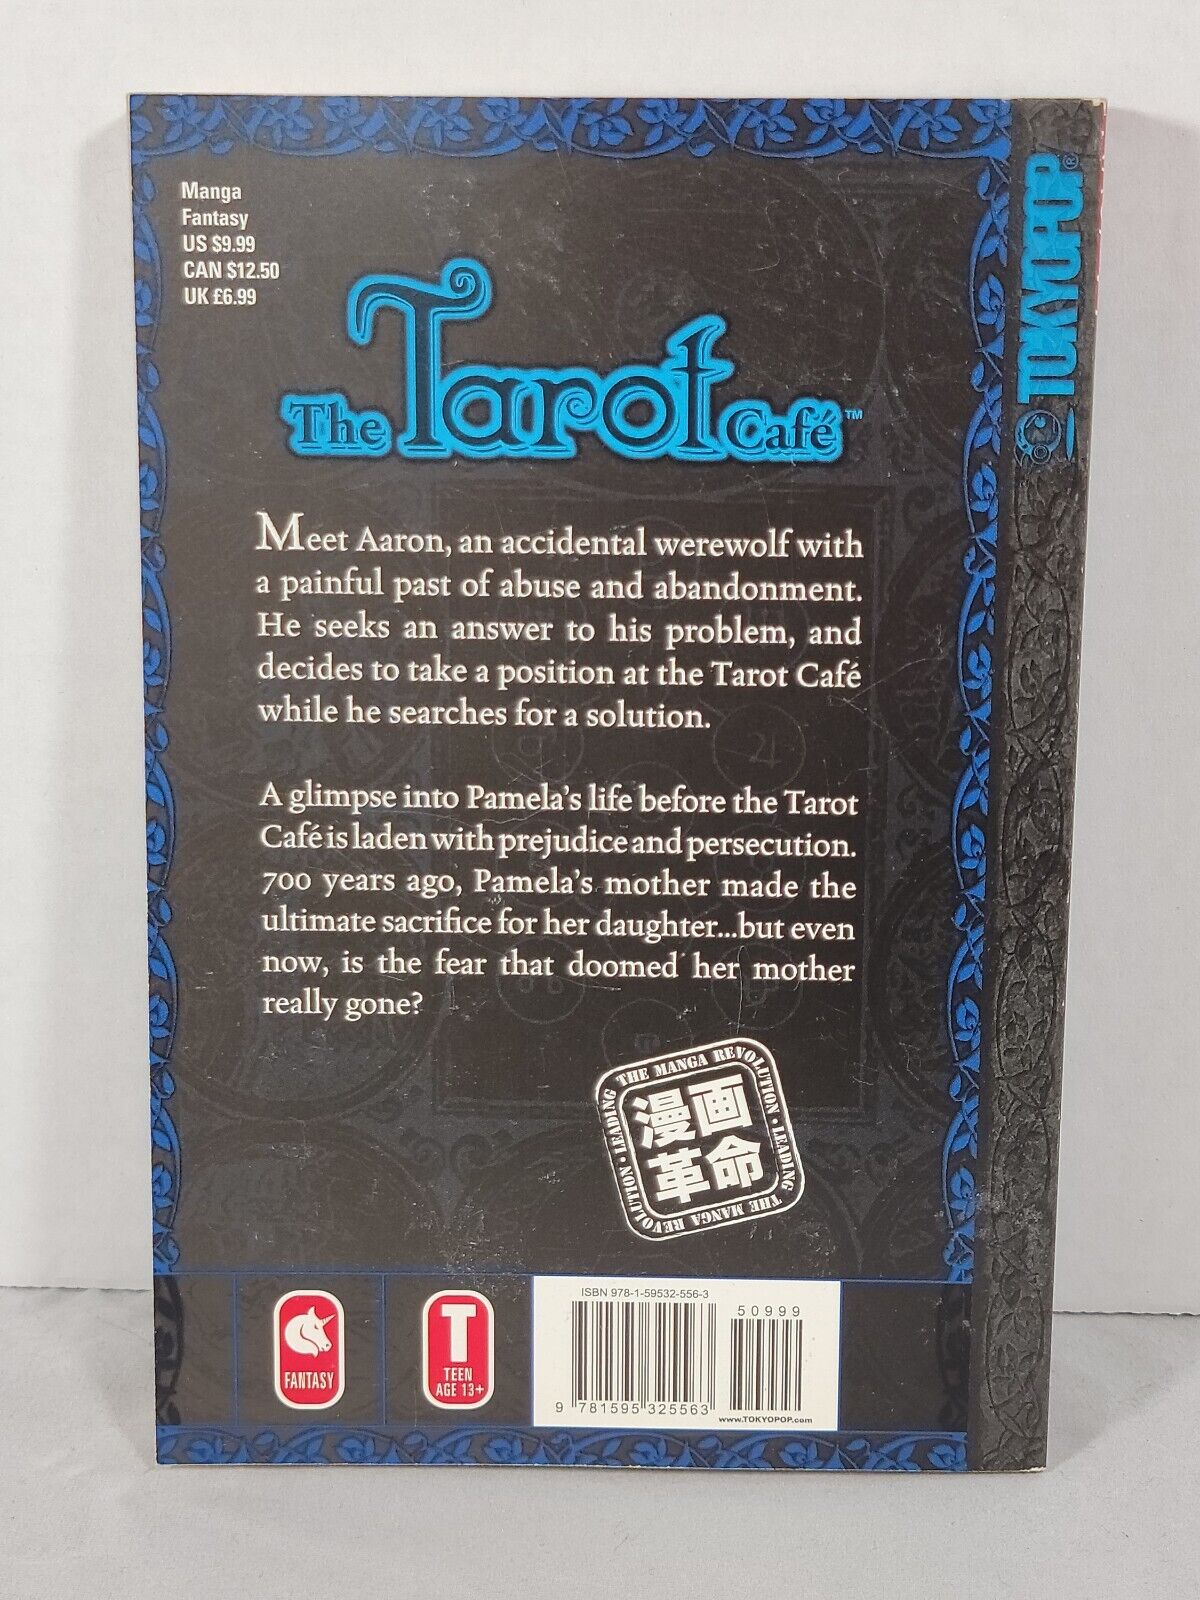 Manga
Fantasy
US $9.99
CAN $12.50
UK £6.99
The Tarot Café™
TOKYOPOP®
Meet Aaron, an accidental werewolf with
a painful past of abuse and abandonment.
He seeks an answer to his problem, and
decides to take a position at the Tarot Café
while he searches for a solution.
A glimpse into Pamela's life before the Tarot
Café is laden with prejudice and persecution.
700 years ago, Pamela's mother made the
ultimate sacrifice for her daughter...but even
now, is the fear that doomed her mother
really gone?
LEADING THE MANGA REVOLUTION · LEADING THE MANGA REVOLUTION ·
漫画
革命
FANTASY
T
TEEN
AGE 13+
ISBN 978-1-59532-556-3
50999
9 781595 325563
www.TOKYOPOP.com